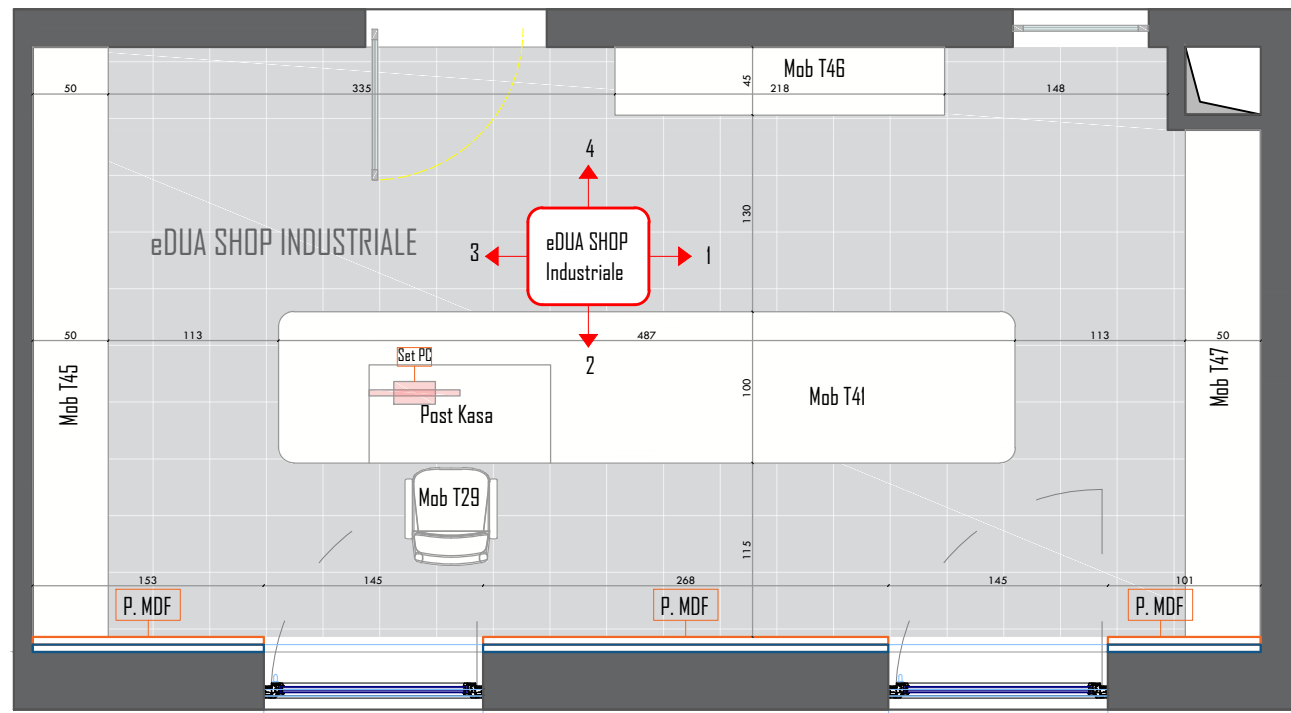 Mob T46
50
335
45
218
148
4
130
eDUA SHOP INDUSTRIALE
3
eDUA SHOP
Industriale
1
50
113
487
113
50
2
Set PC
Mob T45
Post Kasa
100
Mob T41
Mob T47
Mob T29
115
153
145
268
145
101
P. MDF
P. MDF
P. MDF